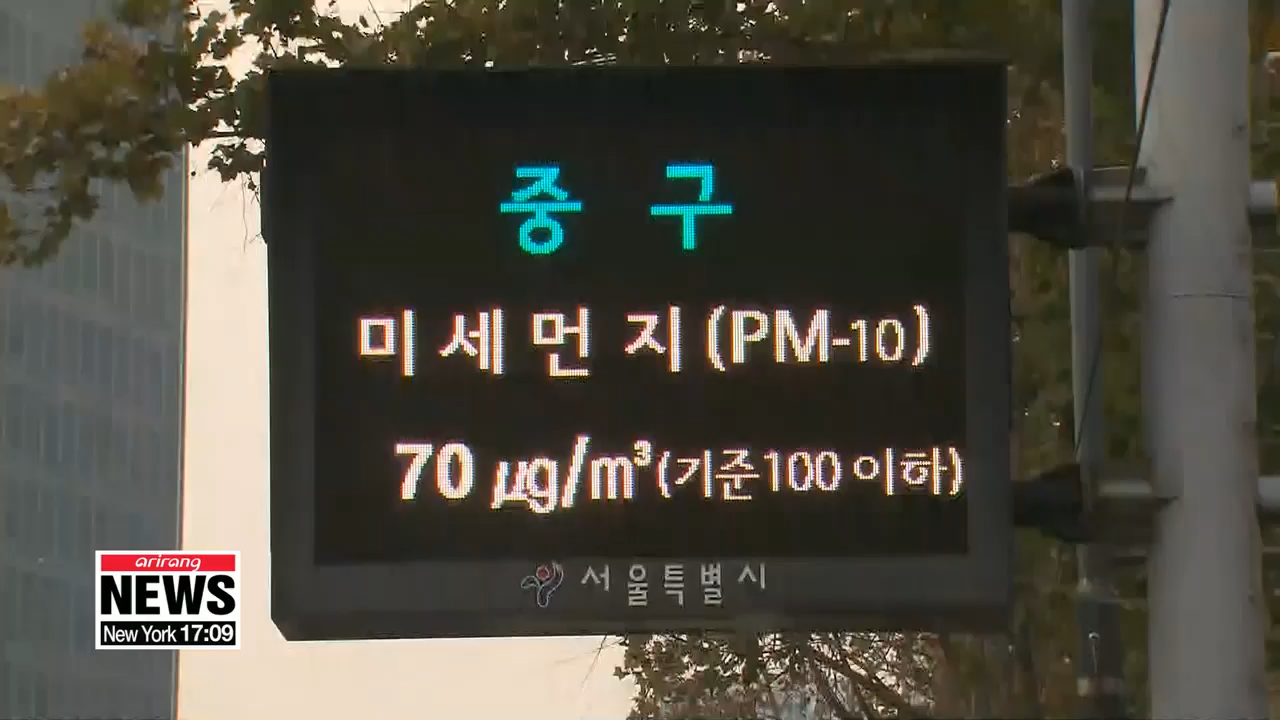 중 구
미세먼지(PM-10)
70 ㎍/m³(기준100 이하)
서울특별시
arirang
NEWS
New York 17:09